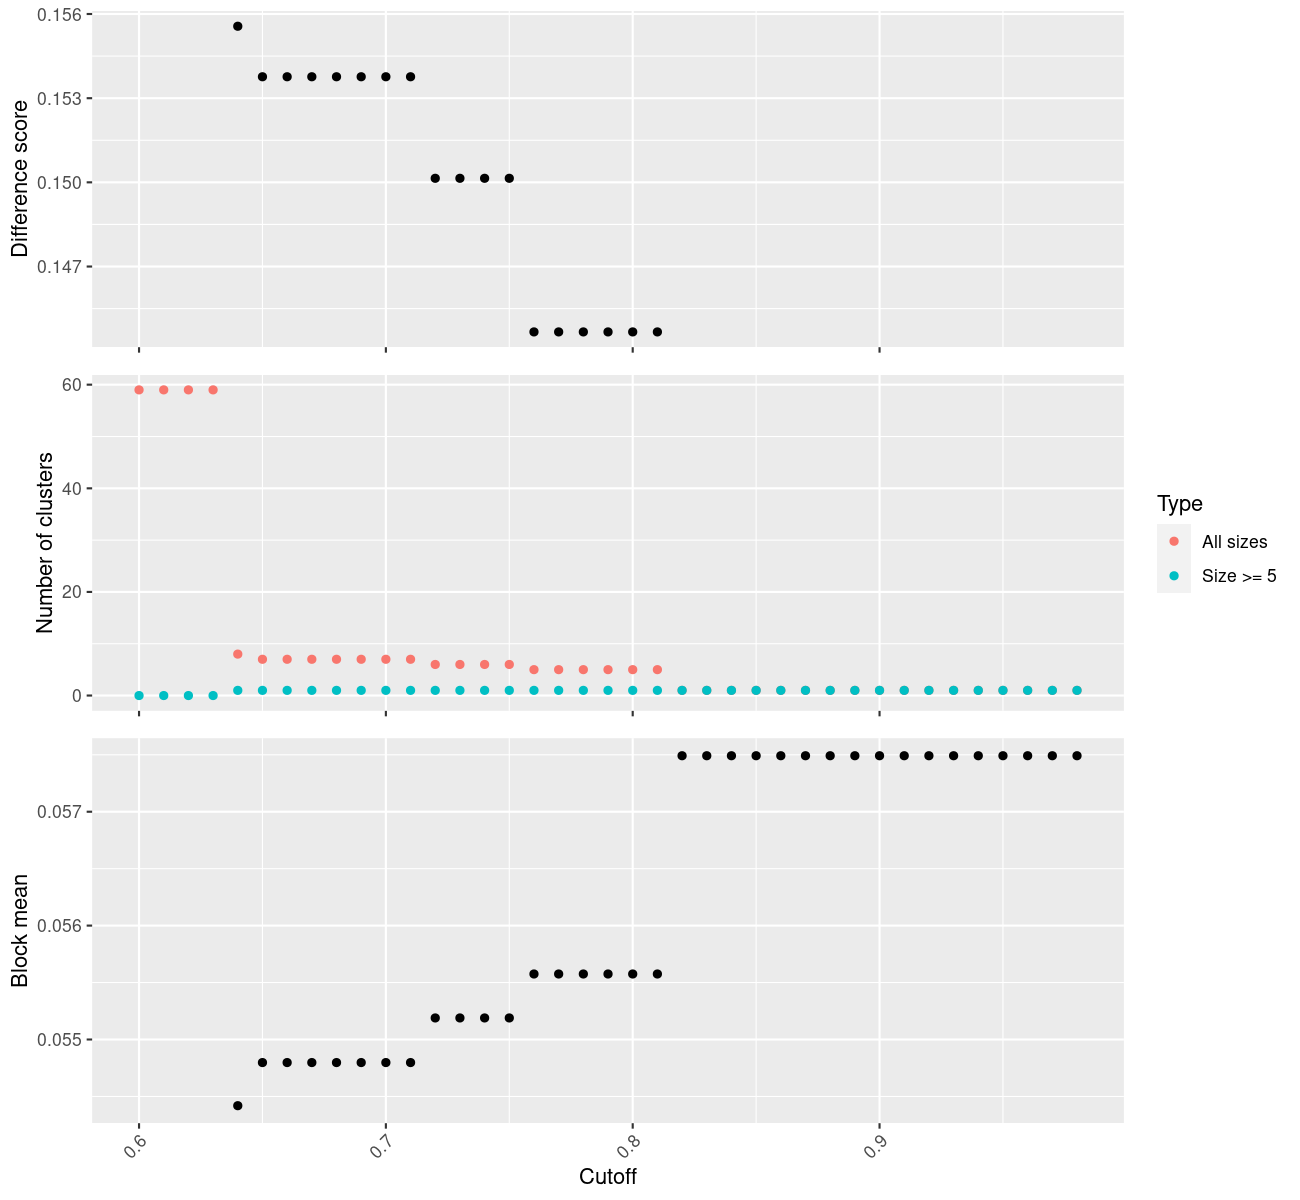 0.156
0.153
0.150
0.147
Difference score
60
40
20
0
Number of clusters
Type
All sizes
Size >= 5
0.057
0.056
0.055
Block mean
0.6
0.7
0.8
0.9
Cutoff